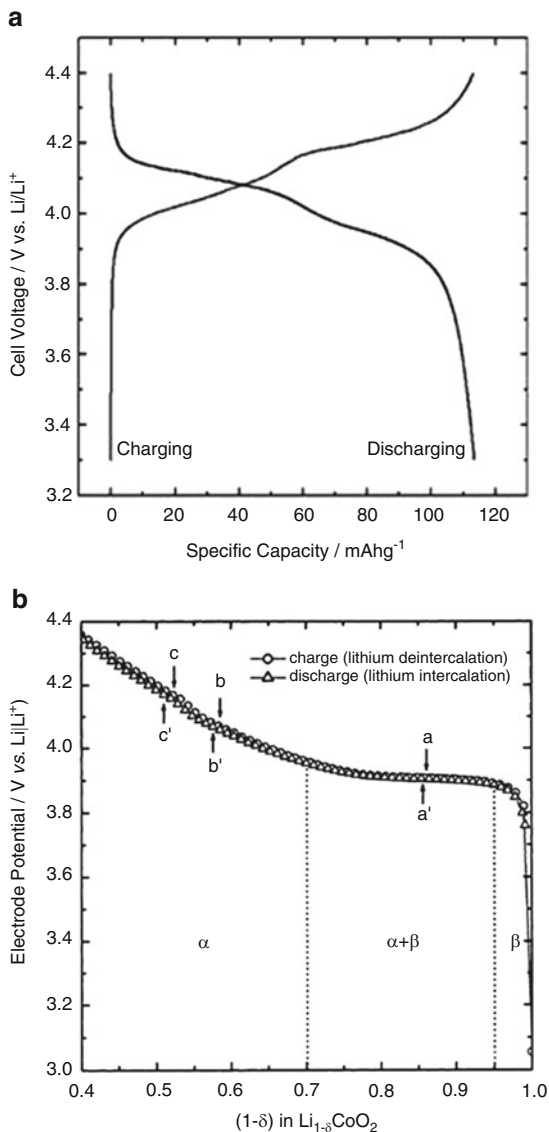 a
4.4
4.2
4.0
3.8
3.6
3.4
3.2
Cell Voltage / V vs. Li/Li⁺
Charging
Discharging
0 20 40 60 80 100 120
Specific Capacity / mAhg⁻¹
b
4.4
4.2
4.0
3.8
3.6
3.4
3.2
3.0
Electrode Potential / V vs. Li|Li⁺)
charge (lithium deintercalation)
discharge (lithium intercalation)
c
b
c'
b'
a
a'
α
α+β
β
0.4 0.5 0.6 0.7 0.8 0.9 1.0
(1-δ) in Li₁₋δCoO₂